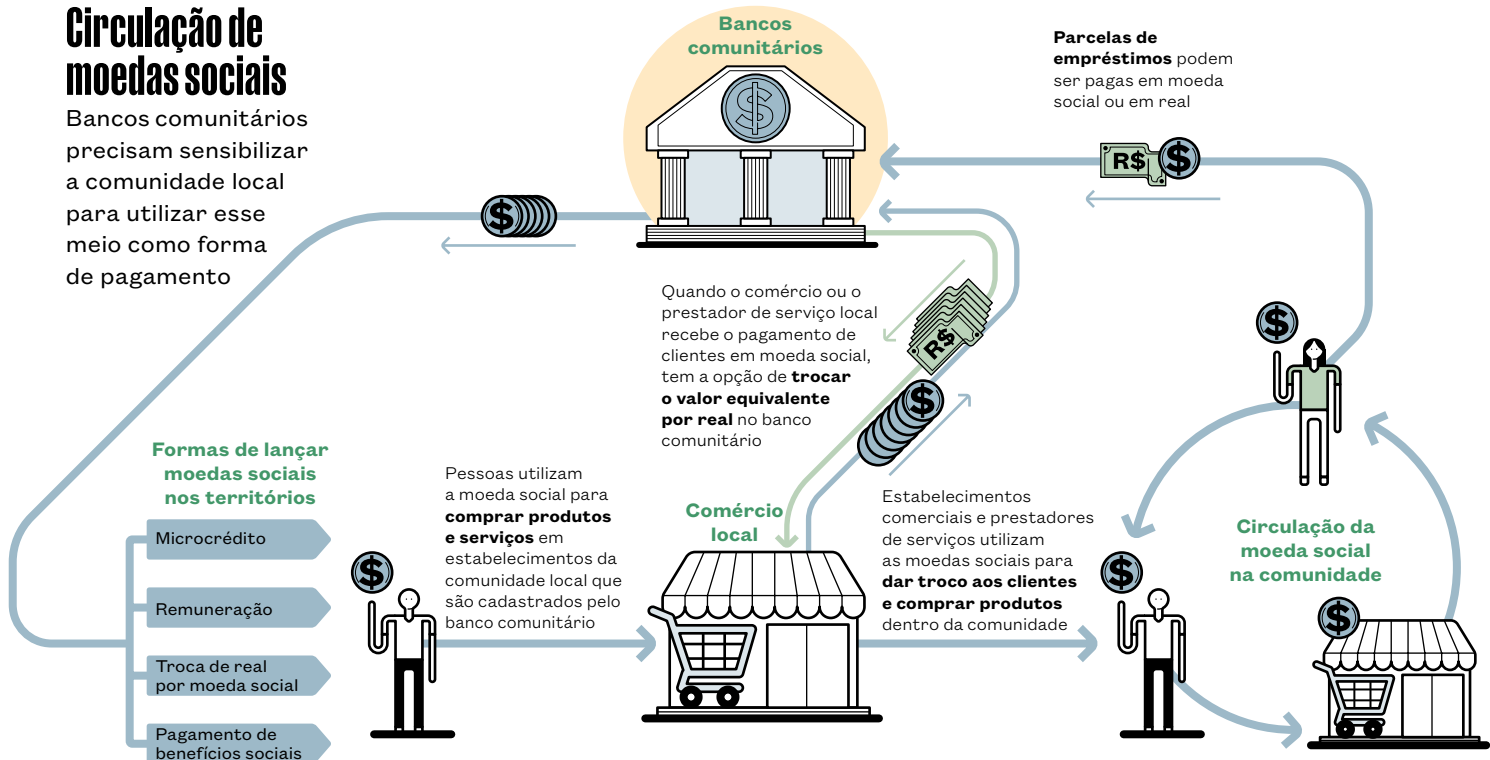 Circulação de
moedas sociais
Bancos comunitários
precisam sensibilizar
a comunidade local
para utilizar esse
meio como forma
de pagamento
Bancos
comunitários
$
Parcelas de
empréstimos podem
ser pagas em moeda
social ou em real
R$ $
$
Quando o comércio ou o
prestador de serviço local
recebe o pagamento de
clientes em moeda social,
tem a opção de trocar
o valor equivalente
por real no banco
comunitário
R$
$
$
Formas de lançar
moedas sociais
nos territórios
Microcrédito
Remuneração
Troca de real
por moeda social
Pagamento de
benefícios sociais
$
Pessoas utilizam
a moeda social para
comprar produtos
e serviços em
estabelecimentos da
comunidade local que
são cadastrados pelo
banco comunitário
Comércio
local
Estabelecimentos
comerciais e prestadores
de serviços utilizam
as moedas sociais para
dar troco aos clientes
e comprar produtos
dentro da comunidade
$
Circulação da
moeda social
na comunidade
$